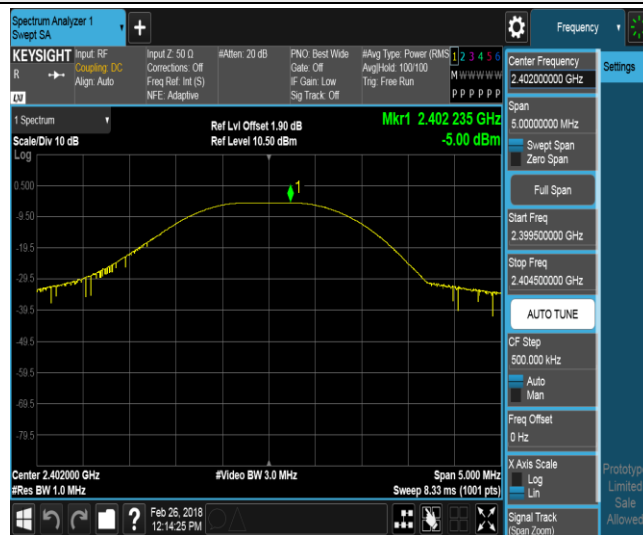 Spectrum Analyzer 1
Swept SA
Frequency
KEYSIGHT
R
LXI
Input: RF
Coupling: DC
Align: Auto
Input Z: 50 Ω
Corrections: Off
Freq Ref: Int (S)
NFE: Adaptive
#Atten: 20 dB
PNO: Best Wide
Gate: Off
IF Gain: Low
Sig Track: Off
#Avg Type: Power (RMS
Avg|Hold: 100/100
Trig: Free Run
1 2 3 4 5 6
M W W W W W
P P P P P P
1 Spectrum
Scale/Div 10 dB
Log
Ref Lvl Offset 1.90 dB
Ref Level 10.50 dBm
Mkr1 2.402 235 GHz
-5.00 dBm
1
0.500
-9.50
-19.5
-29.5
-39.5
-49.5
-59.5
-69.5
-79.5
Center 2.402000 GHz
#Res BW 1.0 MHz
#Video BW 3.0 MHz
Span 5.000 MHz
Sweep 8.33 ms (1001 pts)
?
Feb 26, 2018
12:14:25 PM
Center Frequency
2.402000000 GHz
Settings
Span
5.00000000 MHz
Swept Span
Zero Span
Full Span
Start Freq
2.399500000 GHz
Stop Freq
2.404500000 GHz
AUTO TUNE
CF Step
500.000 kHz
Auto
Man
Freq Offset
0 Hz
X Axis Scale
Log
Lin
Signal Track
(Span Zoom)
Prototyp
Limited
Sale
Allowed